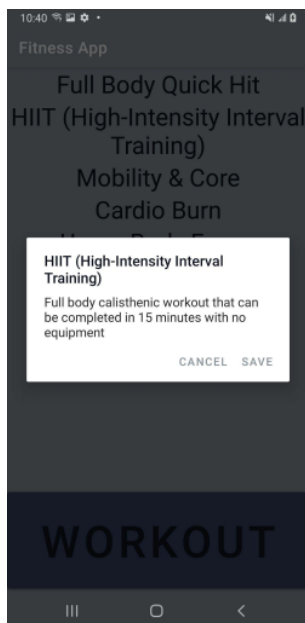 10:40
Fitness App
Full Body Quick Hit
HIIT (High-Intensity Interval
Training)
Mobility & Core
Cardio Burn
HIIT (High-Intensity Interval
Training)
Full body calisthenic workout that can
be completed in 15 minutes with no
equipment
CANCEL SAVE
WORKOUT